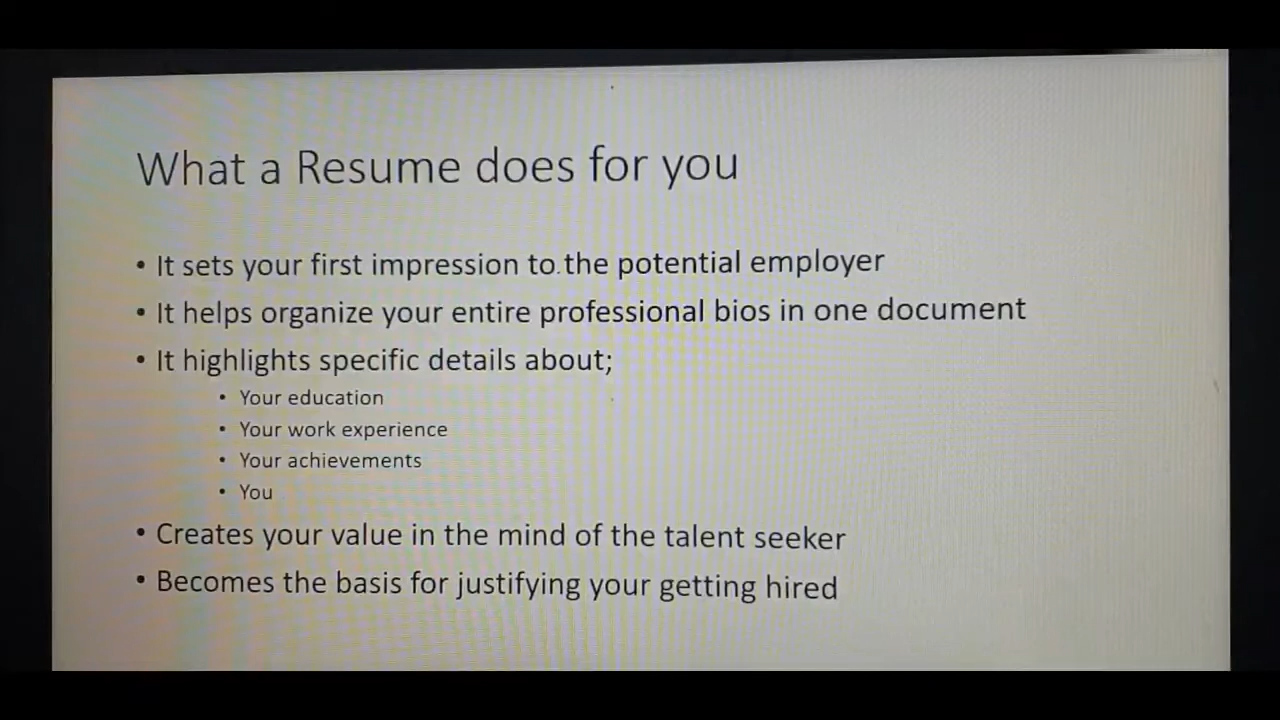 What a Resume does for you
• It sets your first impression to the potential employer
• It helps organize your entire professional bios in one document
• It highlights specific details about;
• Your education
• Your work experience
• Your achievements
• You
• Creates your value in the mind of the talent seeker
• Becomes the basis for justifying your getting hired